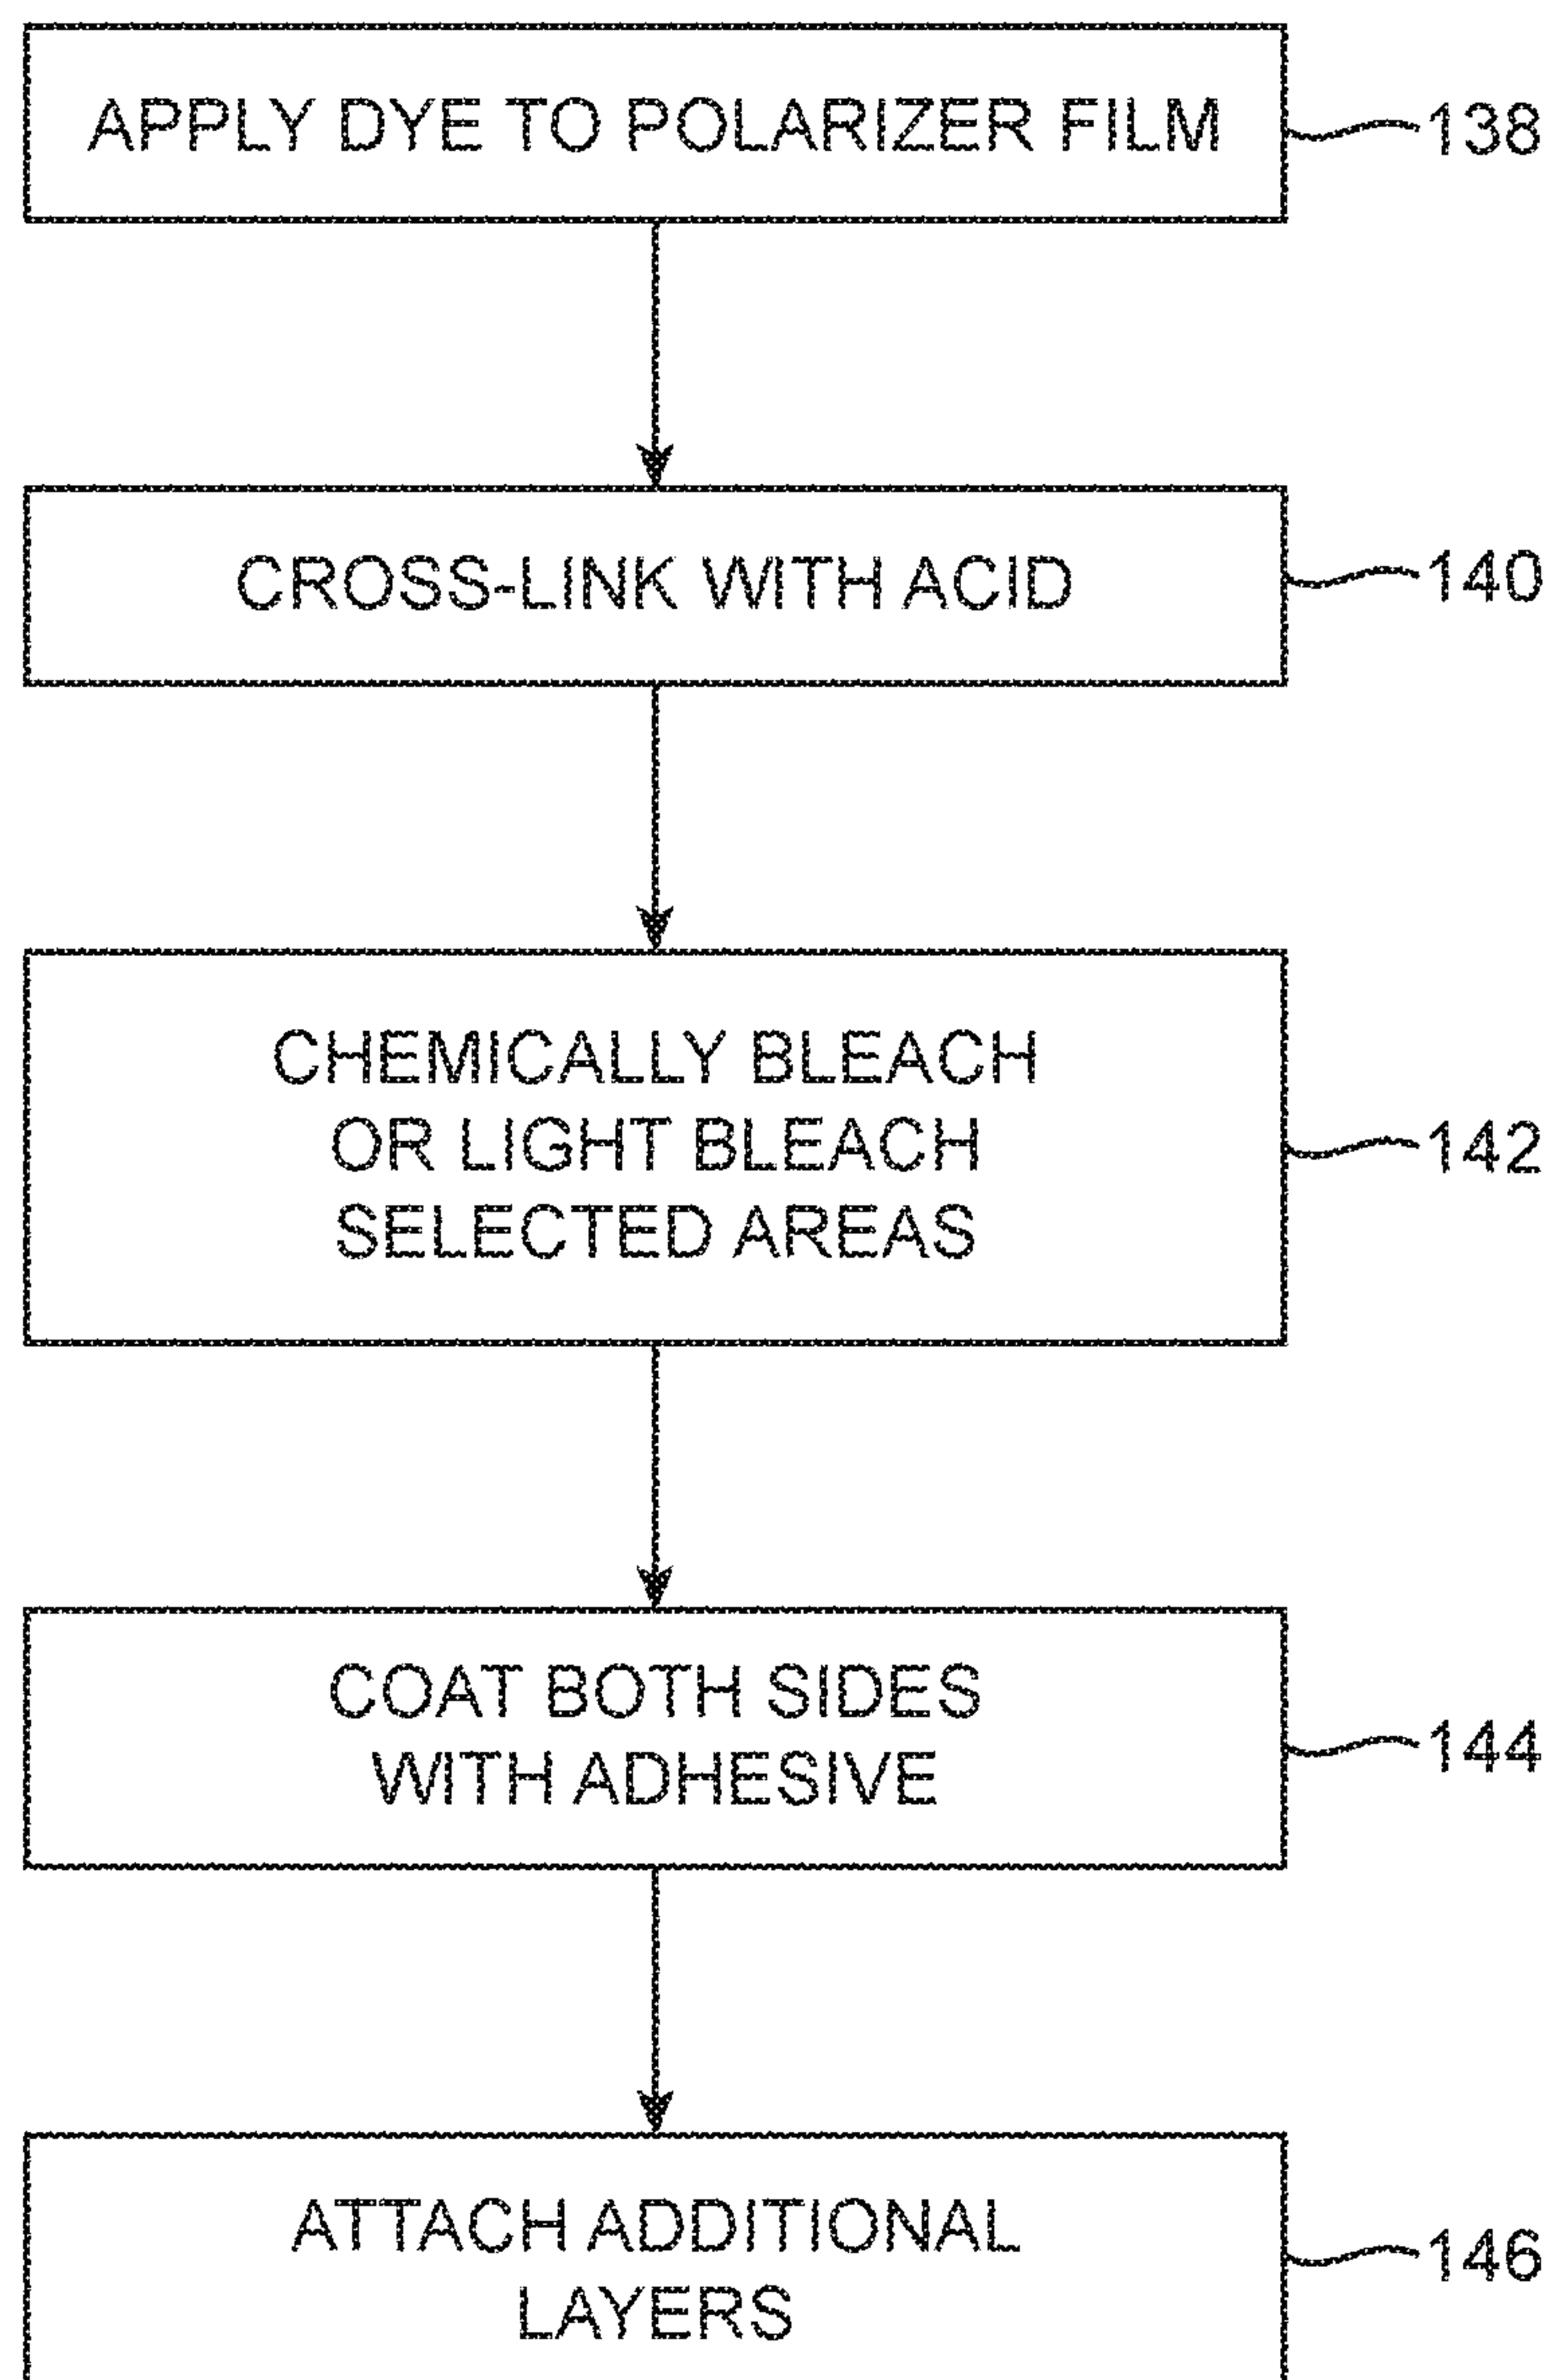 APPLY DYE TO POLARIZER FILM
138
CROSS-LINK WITH ACID
140
CHEMICALLY BLEACH
OR LIGHT BLEACH
SELECTED AREAS
142
COAT BOTH SIDES
WITH ADHESIVE
144
ATTACH ADDITIONAL
LAYERS
146